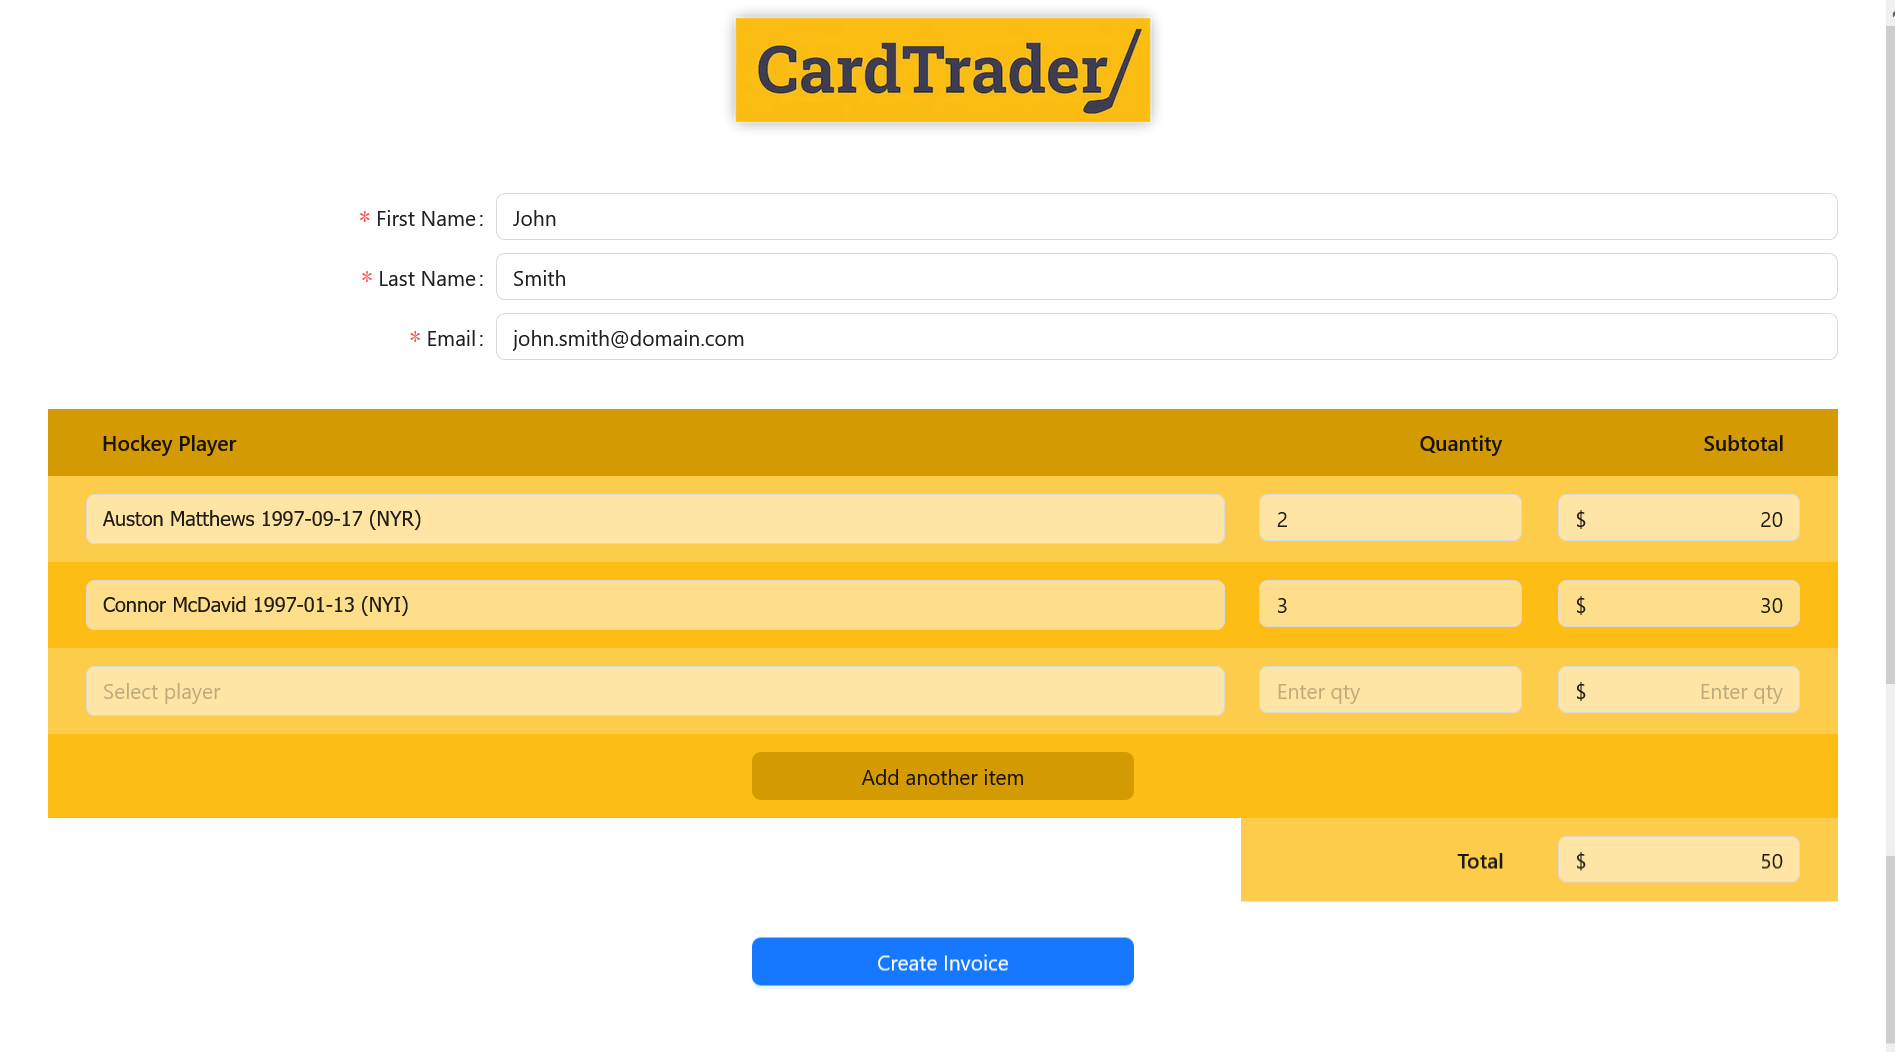 CardTrader
* First Name: John
* Last Name: Smith
* Email: john.smith@domain.com
Hockey Player Quantity Subtotal
Auston Matthews 1997-09-17 (NYR) 2 $ 20
Connor McDavid 1997-01-13 (NYI) 3 $ 30
Select player Enter qty $ Enter qty
Add another item
Total $ 50
Create Invoice